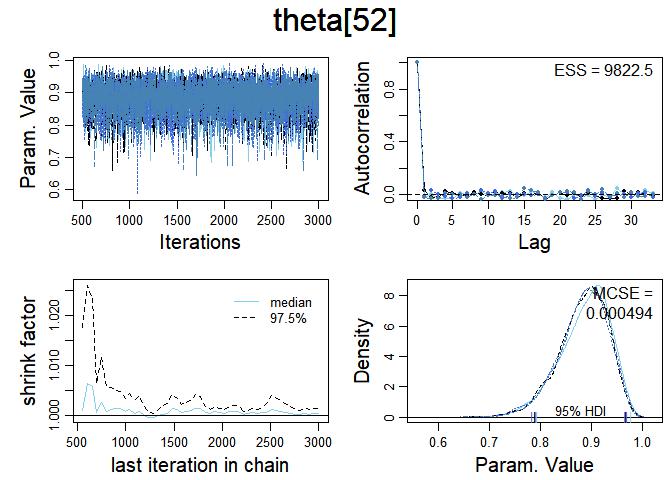 theta[52]
Param. Value
1.0
0.9
0.8
0.7
0.6
500 1000 1500 2000 2500 3000
Iterations
Autocorrelation
0.8
0.4
0.0
ESS = 9822.5
0 5 10 15 20 25 30
Lag
shrink factor
1.020
1.010
1.000
median
97.5%
500 1000 1500 2000 2500 3000
last iteration in chain
Density
8
6
4
2
0
MCSE =
0.000494
95% HDI
0.6 0.7 0.8 0.9 1.0
Param. Value